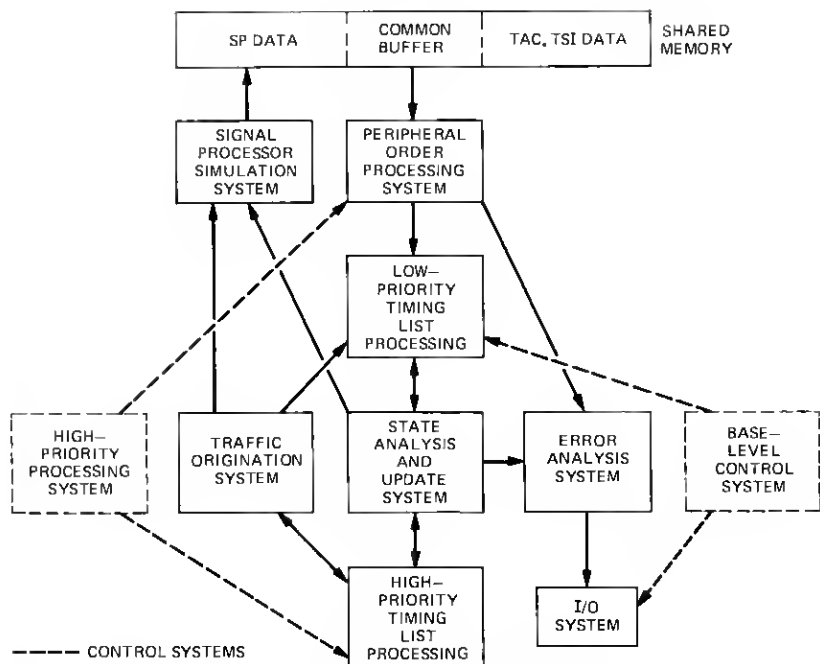 SP DATA
COMMON
BUFFER
TAC, TSI DATA
SHARED
MEMORY
SIGNAL
PROCESSOR
SIMULATION
SYSTEM
PERIPHERAL
ORDER
PROCESSING
SYSTEM
LOW—
PRIORITY
TIMING
LIST
PROCESSING
HIGH—
PRIORITY
PROCESSING
SYSTEM
TRAFFIC
ORIGINATION
SYSTEM
STATE
ANALYSIS
AND
UPDATE
SYSTEM
ERROR
ANALYSIS
SYSTEM
BASE—
LEVEL
CONTROL
SYSTEM
HIGH—
PRIORITY
TIMING
LIST
PROCESSING
I/O
SYSTEM
CONTROL SYSTEMS